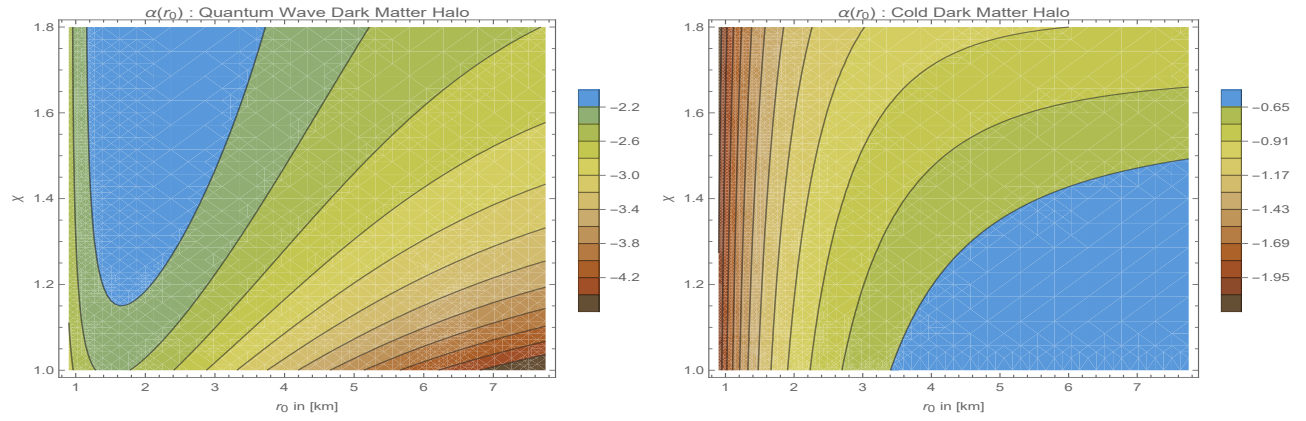 α(r₀) : Quantum Wave Dark Matter Halo
1.8
1.6
1.4
1.2
1.0
χ
1 2 3 4 5 6 7
r₀ in [km]
−2.2
−2.6
−3.0
−3.4
−3.8
−4.2
α(r₀) : Cold Dark Matter Halo
1.8
1.6
1.4
1.2
1.0
χ
1 2 3 4 5 6 7
r₀ in [km]
−0.65
−0.91
−1.17
−1.43
−1.69
−1.95